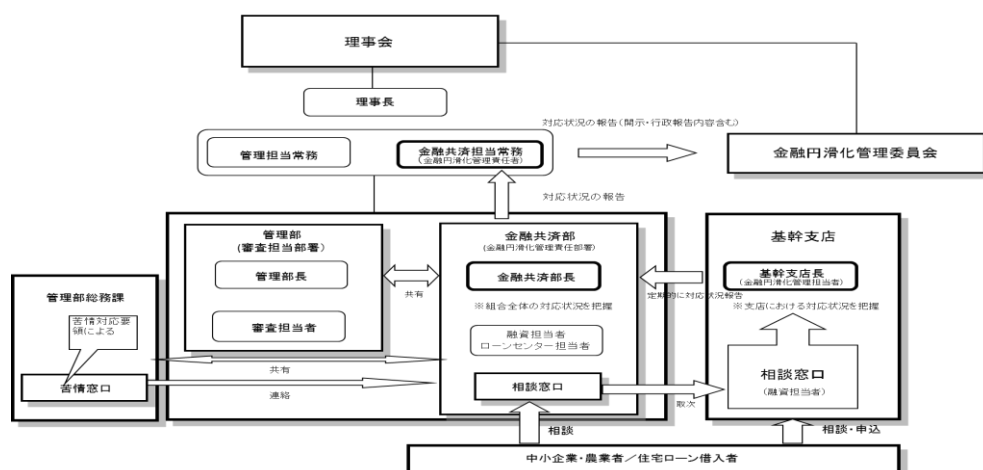 理事会
理事長
対応状況の報告(開示・行政報告内容含む)
管理担当常務
金融共済担当常務
(金融円滑化管理責任者)
金融円滑化管理委員会
対応状況の報告
管理部
(審査担当部署)
管理部長
審査担当者
共有
金融共済部
(金融円滑化管理責任部署)
金融共済部長
※組合全体の対応状況を把握
融資担当者
ローンセンター担当者
相談窓口
定期的に対応状況報告
基幹支店
基幹支店長
(金融円滑化管理担当者)
※支店における対応状況を把握
相談窓口
(融資担当者)
管理部総務課
苦情対応要
領による
苦情窓口
共有
連絡
取次
相談
相談・申込
中小企業・農業者/住宅ローン借入者